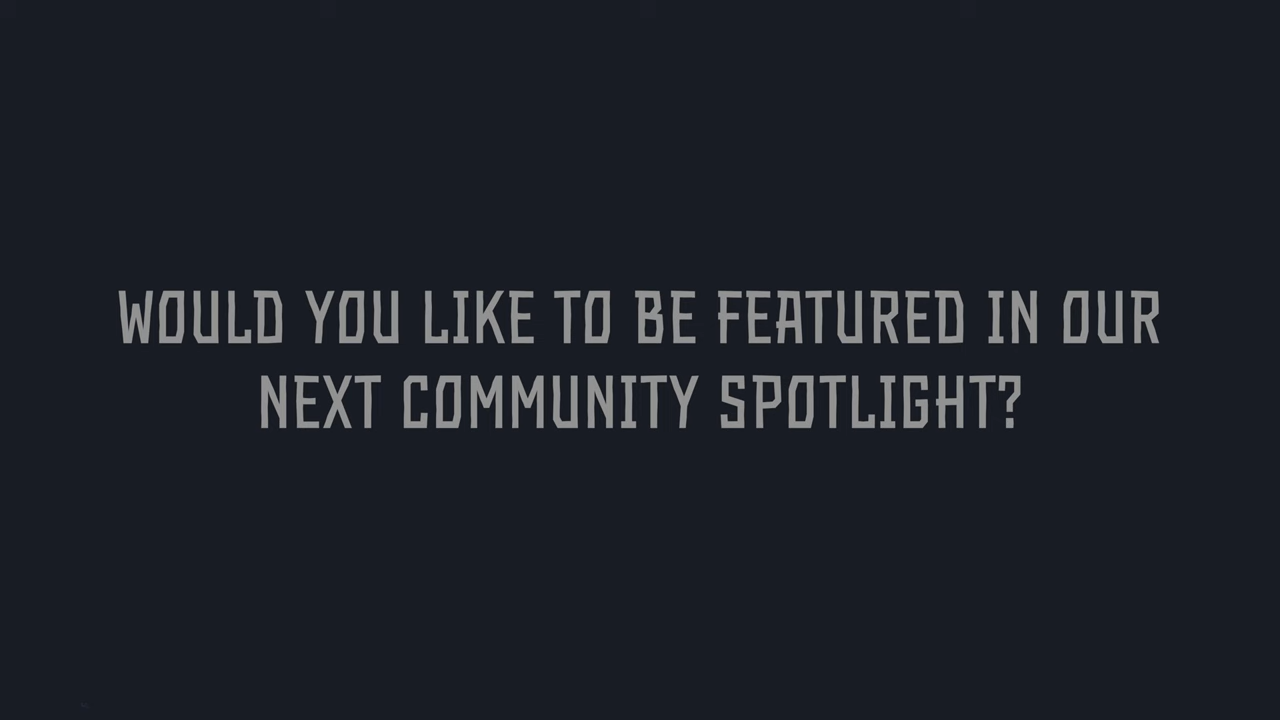 WOULD YOU LIKE TO BE FEATURED IN OUR
NEXT COMMUNITY SPOTLIGHT?